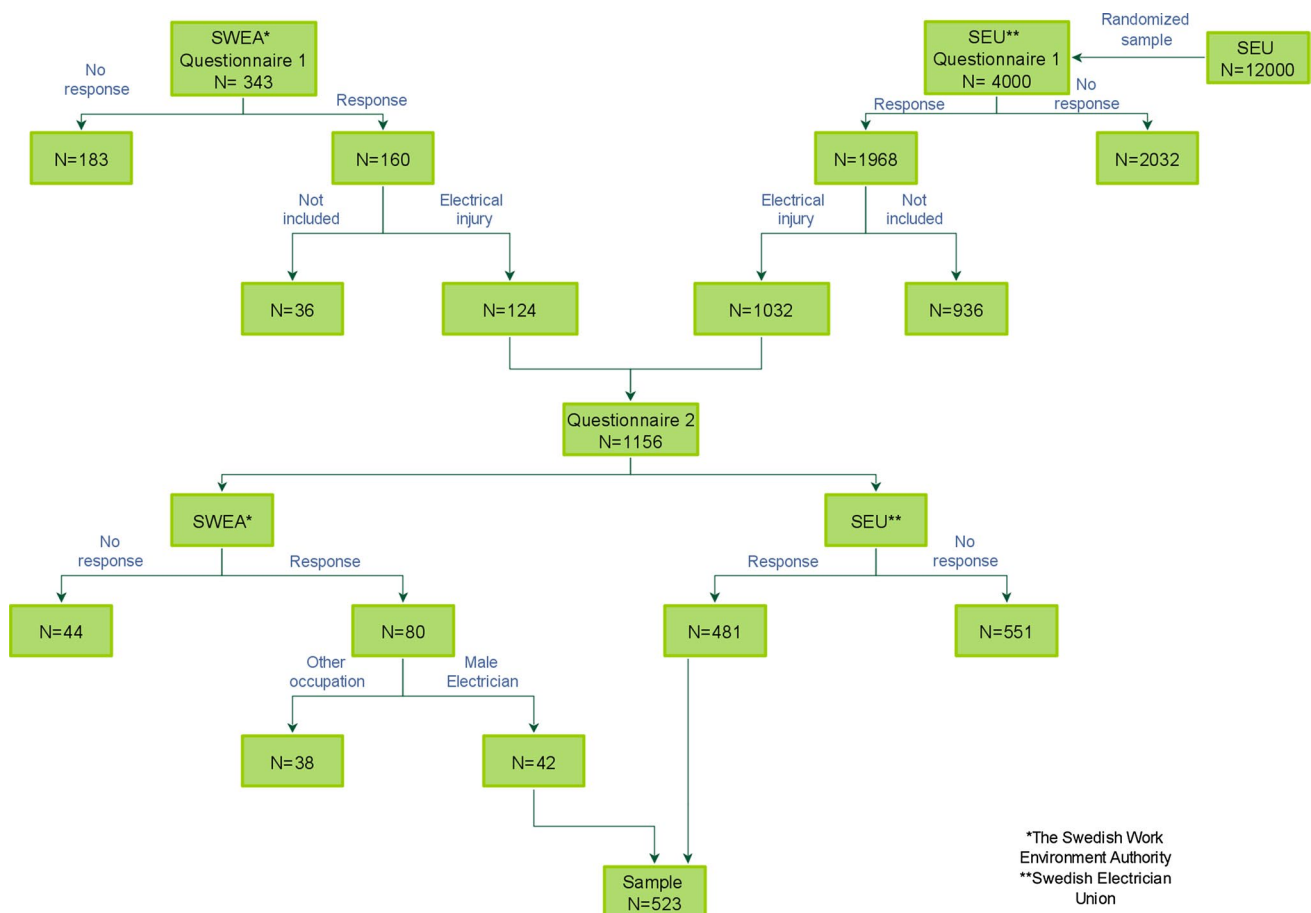 SWEA*
Questionnaire 1
N= 343
SEU**
Questionnaire 1
N= 4000
Randomized
sample
SEU
N=12000
No
response
Response
Response
No
response
N=183
N=160
N=1968
N=2032
Not
included
Electrical
injury
Electrical
injury
Not
included
N=36
N=124
N=1032
N=936
Questionnaire 2
N=1156
SWEA*
SEU**
No
response
Response
Response
No
response
N=44
N=80
N=481
N=551
Other
occupation
Male
Electrician
N=38
N=42
Sample
N=523
*The Swedish Work
Environment Authority
**Swedish Electrician
Union